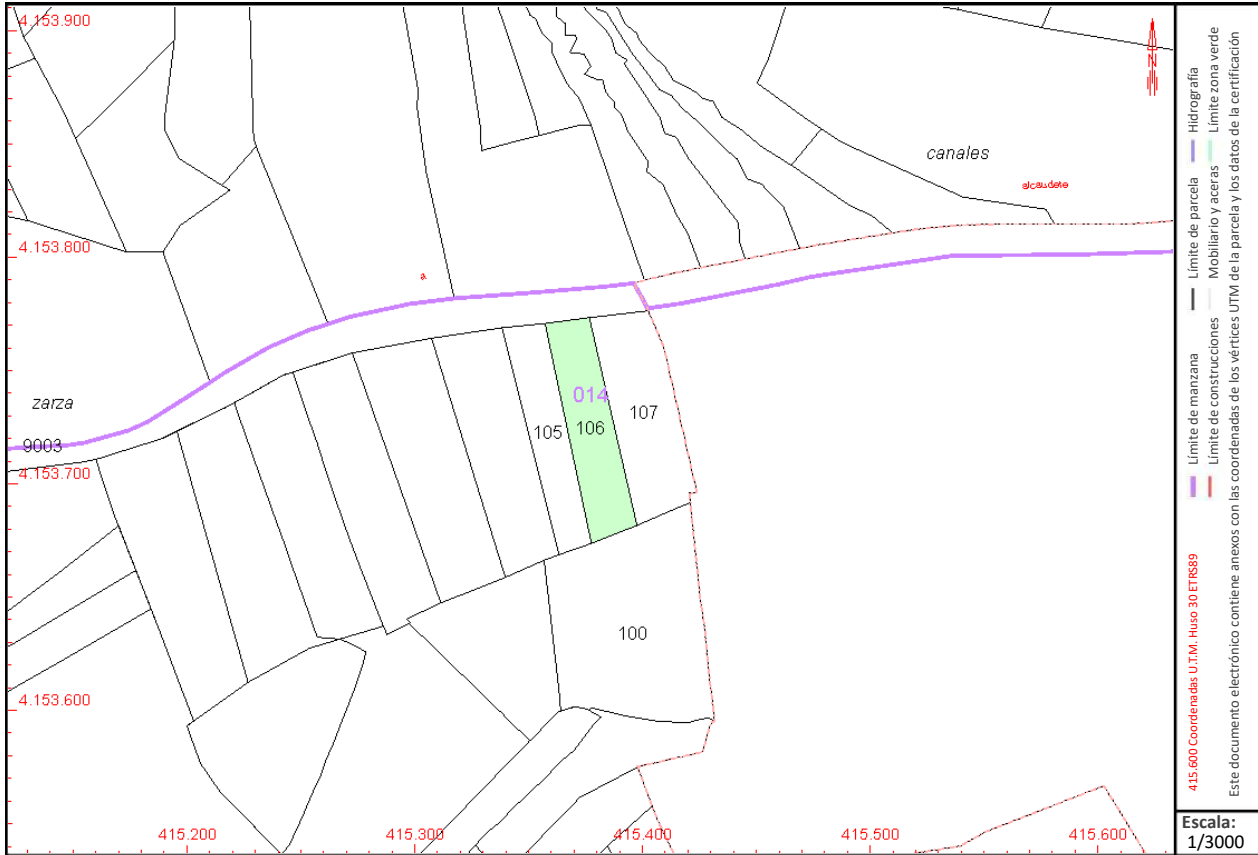 4.153.900
canales
alcaudete
4.153.800
a
zarza
014
107
105
106
9003
4.153.700
100
4.153.600
415.200
415.300
415.400
415.500
415.600
N
415.600 Coordenadas U.T.M. Huso 30 ETRS89
Límite de manzana
Límite de parcela
Hidrografía
Límite de construcciones
Mobiliario y aceras
Límite zona verde
Este documento electrónico contiene anexos con las coordenadas de los vértices UTM de la parcela y los datos de la certificación
Escala:
1/3000